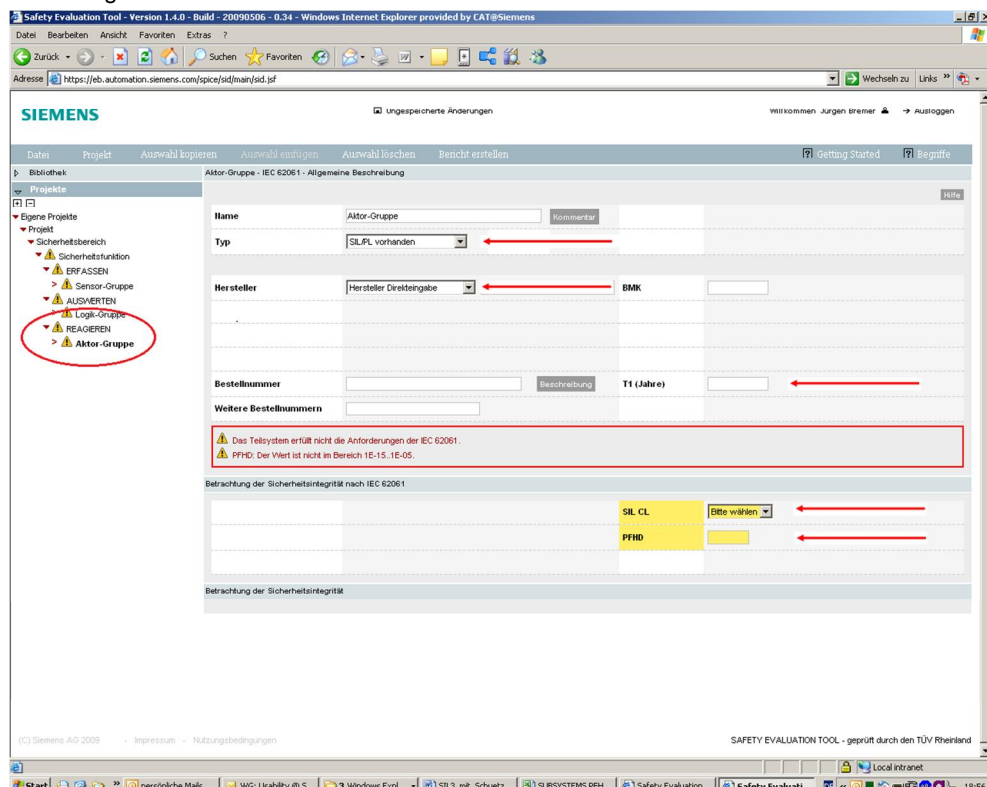 Safety Evaluation Tool - Version 1.4.0 - Build - 20090506 - 0.34 - Windows Internet Explorer provided by CAT@Siemens
Datei Bearbeiten Ansicht Favoriten Extras ?
Zurück Suchen Favoriten
Adresse https://eb.automation.siemens.com/spice/sid/main/sid.jsf Wechseln zu Links »
SIEMENS Ungespeicherte Änderungen Willkommen Jürgen Bremer → Ausloggen
Datei Projekt Auswahl kopieren Auswahl einfügen Auswahl löschen Bericht erstellen ? Getting Started ? Begriffe
Bibliothek
Projekte
Eigene Projekte
Projekt
Sicherheitsbereich
Sicherheitsfunktion
ERFASSEN
Sensor-Gruppe
AUSWERTEN
Logik-Gruppe
REAGIEREN
Aktor-Gruppe
Aktor-Gruppe - IEC 62061 - Allgemeine Beschreibung
Hilfe
Name Aktor-Gruppe Kommentar
Typ SIL/PL vorhanden
Hersteller Hersteller Direkteingabe BMK
Bestellnummer Beschreibung T1 (Jahre)
Weitere Bestellnummern
Das Teilsystem erfüllt nicht die Anforderungen der IEC 62061.
PFHD: Der Wert ist nicht im Bereich 1E-15..1E-05.
Betrachtung der Sicherheitsintegrität nach IEC 62061
SIL CL Bitte wählen
PFHD
Betrachtung der Sicherheitsintegrität
(C) Siemens AG 2009 - Impressum - Nutzungsbedingungen SAFETY EVALUATION TOOL - geprüft durch den TÜV Rheinland
Local intranet
Start » persönliche Mails WG: Usability @ S... 3 Windows Expl... SIL3_mit_Schuetz... SUBSYSTEMS PFH... Safety Evaluation... Safety Evaluati... « 18:56